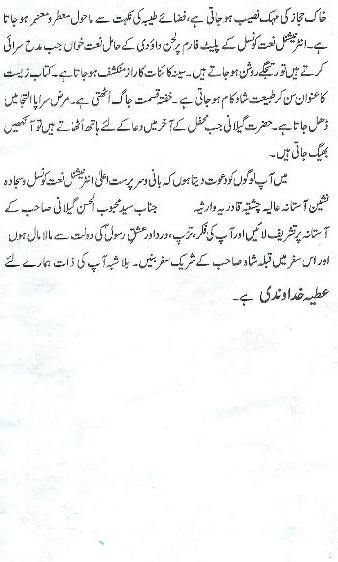 خاک حجاز کی مہک نصیب ہو جاتی ہے، فضائے طیبہ کی نکہت سے ماحول معطر و معنبر ہو جاتا
ہے۔ انٹرنیشنل نعت کونسل کے پلیٹ فارم پر لحن داؤدی کے حامل نعت خواں جب مدح سرائی
کرتے ہیں تو رتجگے روشن ہو جاتے ہیں۔ سینہ کائنات کا راز منکشف ہو جاتا ہے۔ کتاب زیست
کا عنوان سن کر طبیعت شاد کام ہو جاتی ہے۔ خفتہ قسمت جاگ اٹھتی ہے۔ مرض سراپا التجا میں
ڈھل جاتا ہے۔ حضرت گیلانی جب محفل کے آخر میں دعا کے لئے ہاتھ اٹھاتے ہیں تو آنکھیں
بھیگ جاتی ہیں۔
میں آپ لوگوں کو دعوت دیتا ہوں کہ بانی و سرپرست اعلیٰ انٹرنیشنل نعت کونسل و سجادہ
نشین آستانہ عالیہ چشتیہ قادریہ وارثیہ جناب سید محبوب الحسن گیلانی صاحب کے
آستانہ پر تشریف لائیں اور آپ کی فکر، تڑپ، درد اور عشق رسولؐ کی دولت سے مالا مال ہوں
اور اس سفر میں قبلہ شاہ صاحب کے شریک سفر بنیں۔ بلاشبہ آپ کی ذات ہمارے لئے
عطیہ خداوندی ہے۔